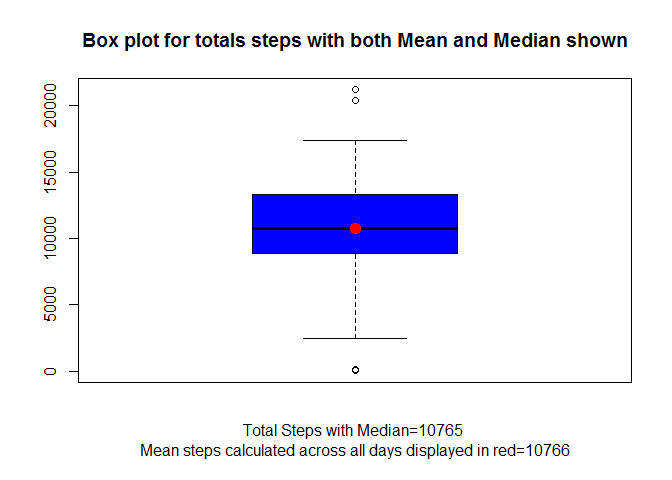 Box plot for totals steps with both Mean and Median shown
20000
15000
10000
5000
0
Total Steps with Median=10765
Mean steps calculated across all days displayed in red=10766